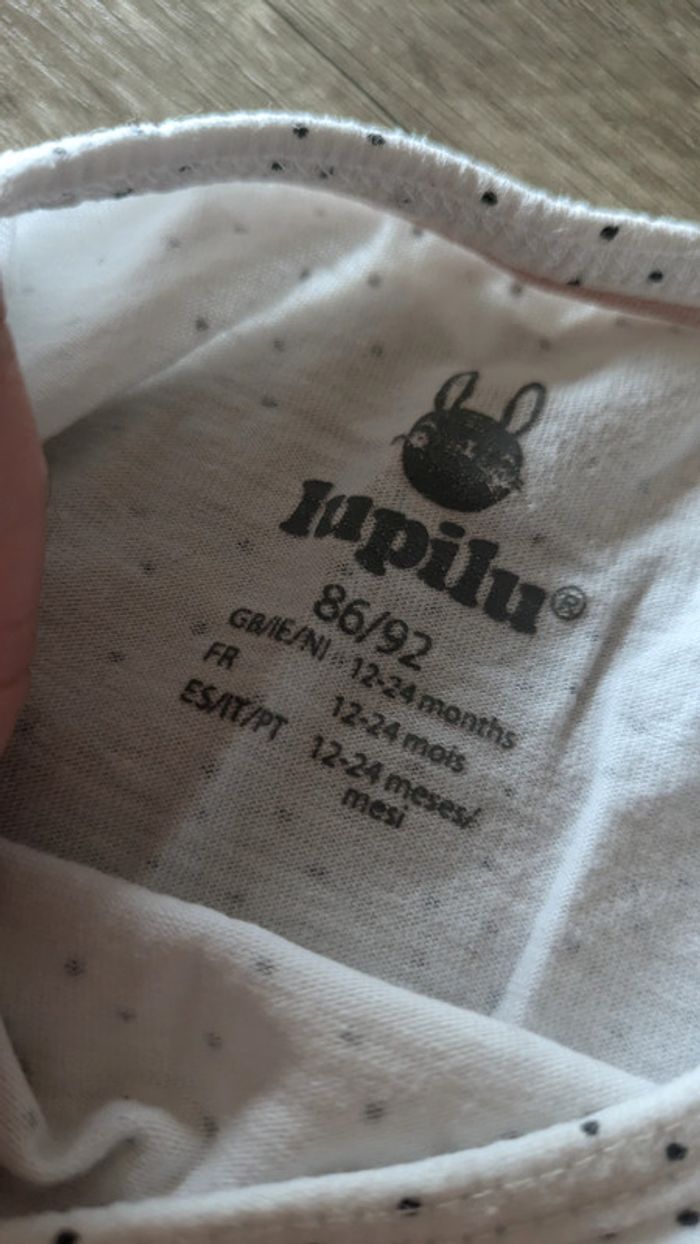 lupilu®
86/92
GB/IE/NI 12-24 months
FR 12-24 mois
ES/IT/PT 12-24 meses/
mesi